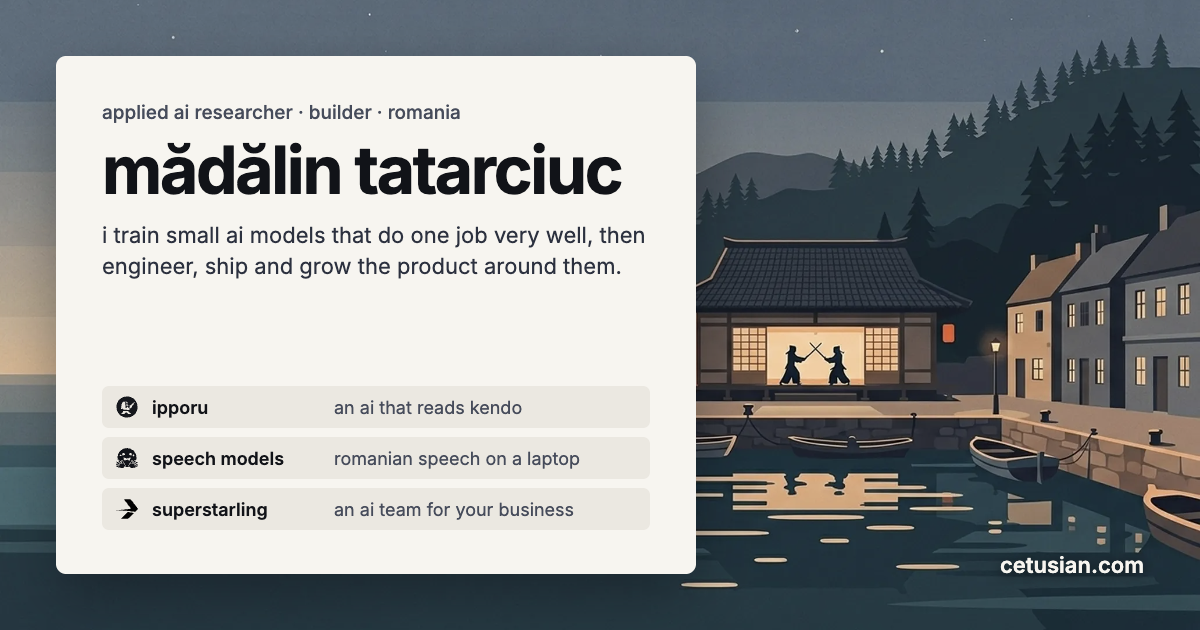 applied ai researcher · builder · romania
mădălin tatarciuc
i train small ai models that do one job very well, then
engineer, ship and grow the product around them.
ipporu an ai that reads kendo
speech models romanian speech on a laptop
superstarling an ai team for your business
cetusian.com